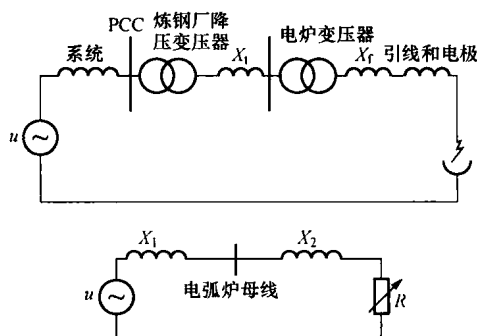 PCC 炼钢厂降
压变压器
系统
电炉变压器
Xt
Xf 引线和电极
u
~
X1
X2
电弧炉母线
u
~
R